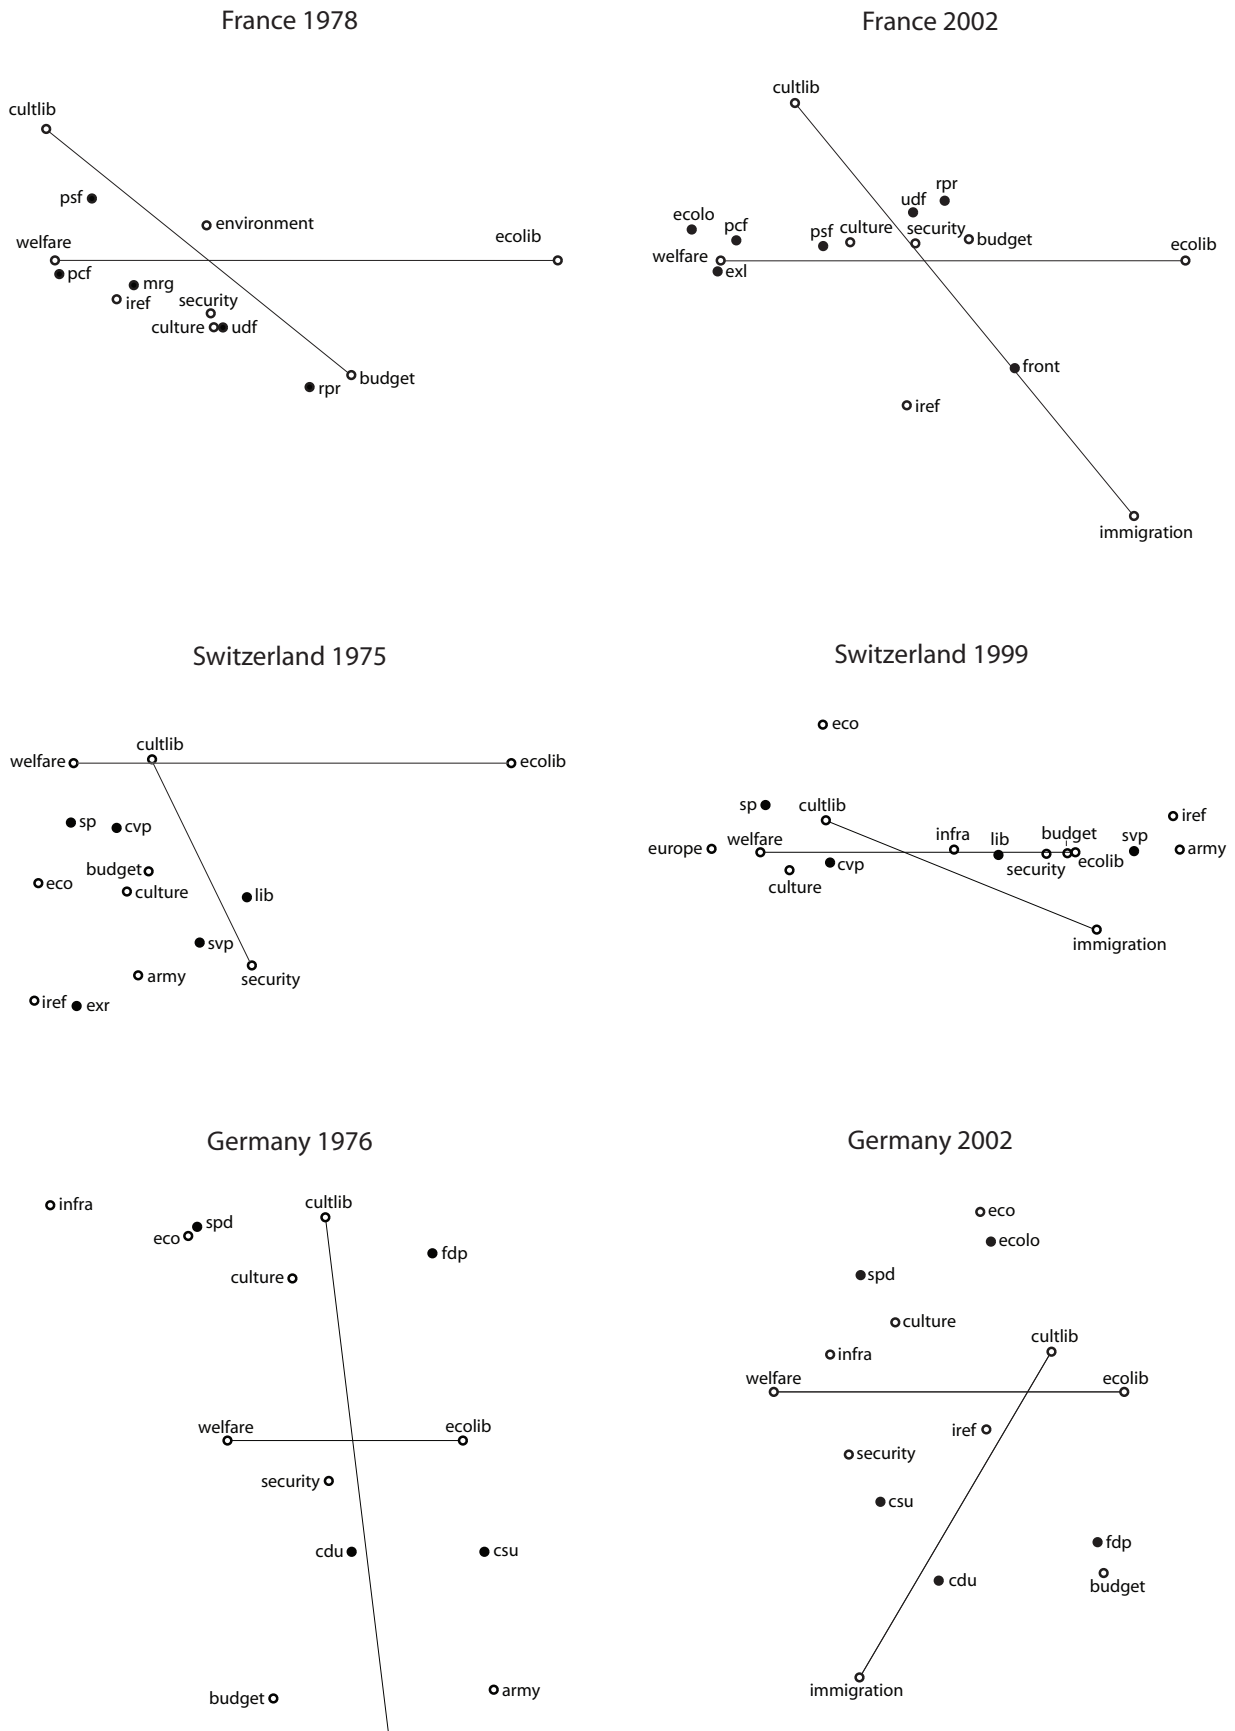 France 1978
France 2002
cultlib
psf
environment
welfare
ecolib
pcf
mrg
iref
security
culture
udf
budget
rpr
cultlib
rpr
udf
ecolo
pcf
psf
culture
security
budget
ecolib
welfare
exl
front
iref
immigration
Switzerland 1975
Switzerland 1999
cultlib
welfare
ecolib
sp
cvp
budget
eco
culture
lib
svp
army
security
iref
exr
eco
sp
cultlib
iref
infra
lib
budget
svp
europe
welfare
army
cvp
security
ecolib
culture
immigration
Germany 1976
Germany 2002
infra
cultlib
spd
eco
fdp
culture
welfare
ecolib
security
cdu
csu
budget
army
eco
ecolo
spd
culture
cultlib
infra
welfare
ecolib
iref
security
csu
fdp
cdu
budget
immigration